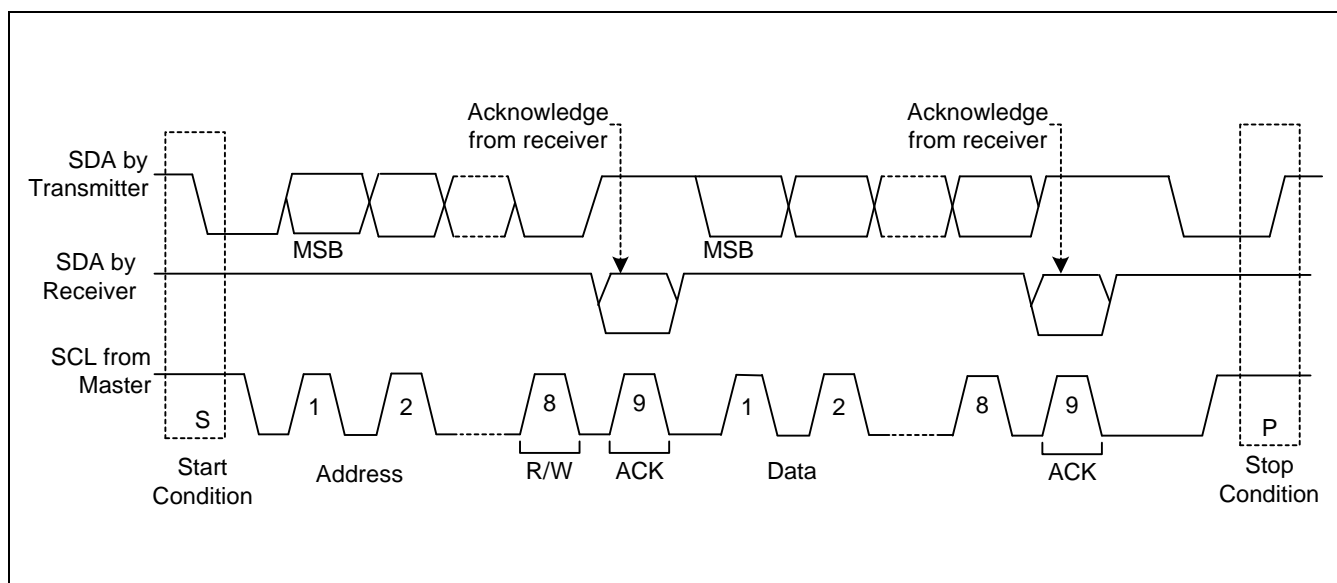 Acknowledge
from receiver
Acknowledge
from receiver
SDA by
Transmitter
MSB
MSB
SDA by
Receiver
SCL from
Master
S
1
2
8
9
1
2
8
9
P
Start
Condition
Address
R/W
ACK
Data
ACK
Stop
Condition